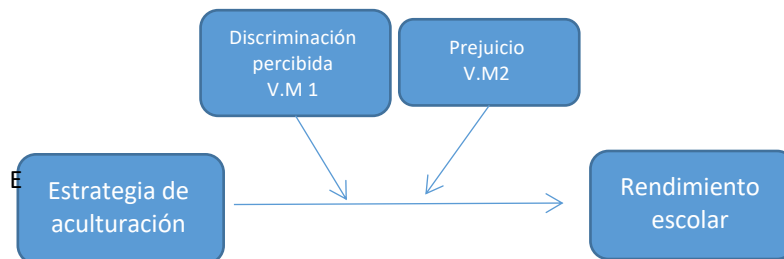 Discriminación
percibida
V.M 1
Prejuicio
V.M2
E
Estrategia de
aculturación
Rendimiento
escolar